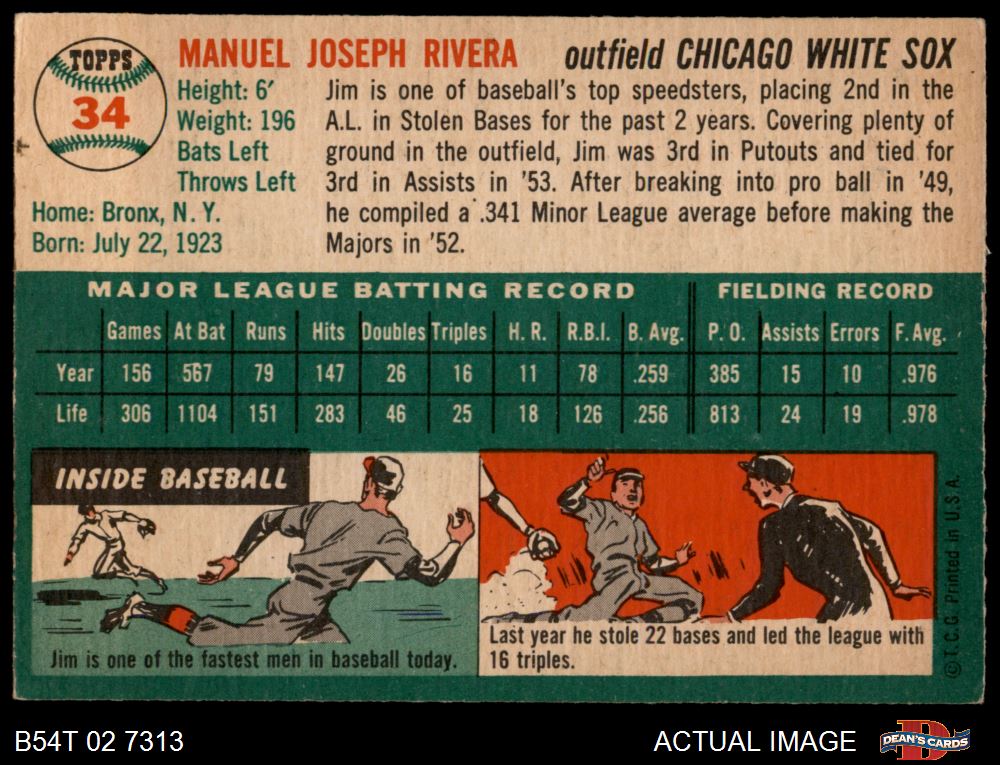 TOPPS
34
MANUEL JOSEPH RIVERA outfield CHICAGO WHITE SOX
Height: 6′
Weight: 196
Bats Left
Throws Left
Home: Bronx, N. Y.
Born: July 22, 1923
Jim is one of baseball's top speedsters, placing 2nd in the
A.L. in Stolen Bases for the past 2 years. Covering plenty of
ground in the outfield, Jim was 3rd in Putouts and tied for
3rd in Assists in '53. After breaking into pro ball in '49,
he compiled a .341 Minor League average before making the
Majors in '52.
MAJOR LEAGUE BATTING RECORD FIELDING RECORD
Games At Bat Runs Hits Doubles Triples H. R. R.B.I. B. Avg. P. O. Assists Errors F. Avg.
Year 156 567 79 147 26 16 11 78 .259 385 15 10 .976
Life 306 1104 151 283 46 25 18 126 .256 813 24 19 .978
INSIDE BASEBALL
Jim is one of the fastest men in baseball today.
Last year he stole 22 bases and led the league with
16 triples.
© T.C.G. Printed in U.S.A.
B54T 02 7313 ACTUAL IMAGE
DEAN'S CARDS